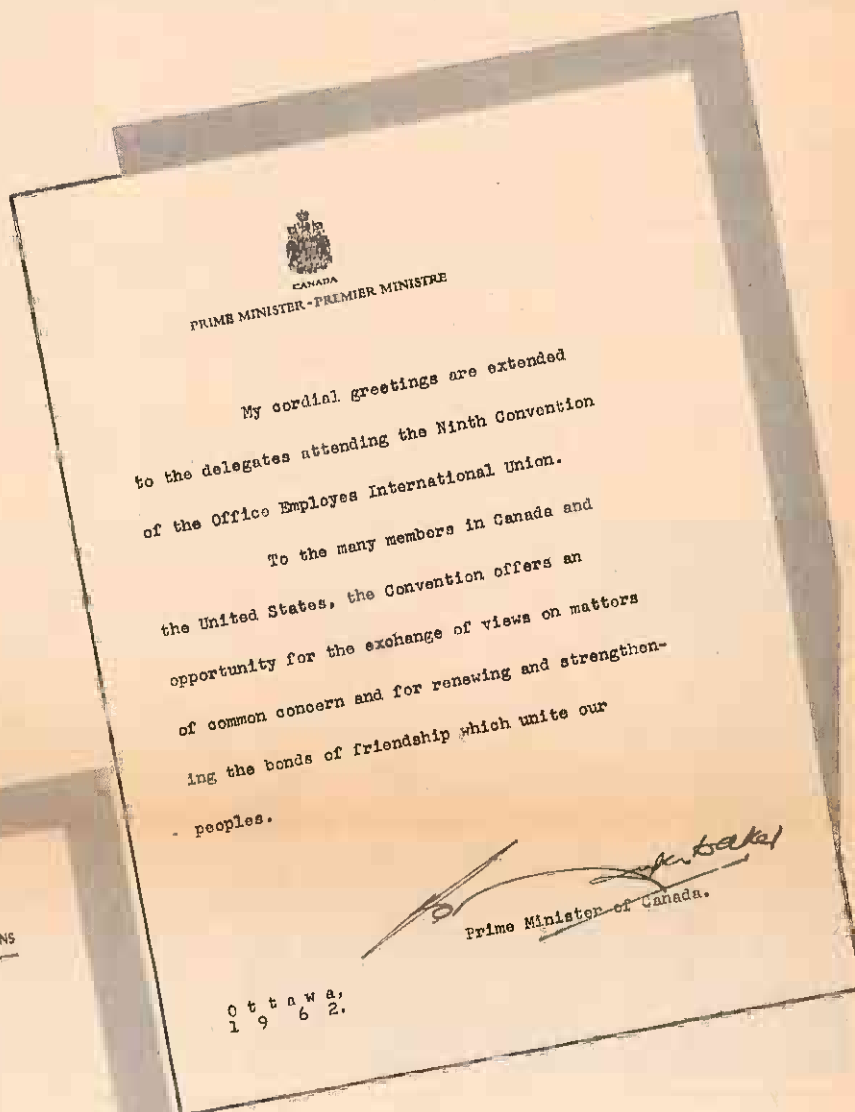 CANADA
PRIME MINISTER - PREMIER MINISTRE
My cordial greetings are extended
to the delegates attending the Ninth Convention
of the Office Employes International Union.
To the many members in Canada and
the United States, the Convention offers an
opportunity for the exchange of views on matters
of common concern and for renewing and strengthen-
ing the bonds of friendship which unite our
peoples.
Prime Minister of Canada.
Ottawa,
1962.
NS